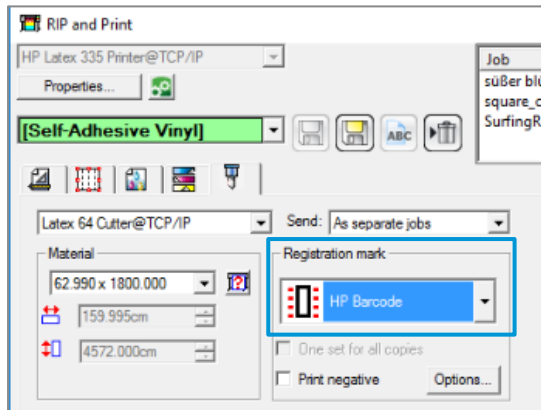 RIP and Print
HP Latex 335 Printer@TCP/IP
Properties...
[Self-Adhesive Vinyl]
ABC
Job
süßer blü
square_c
SurfingR
Latex 64 Cutter@TCP/IP
Send: As separate jobs
Material
62.990 x 1800.000
159.995cm
4572.000cm
Registration mark
HP Barcode
One set for all copies
Print negative
Options...